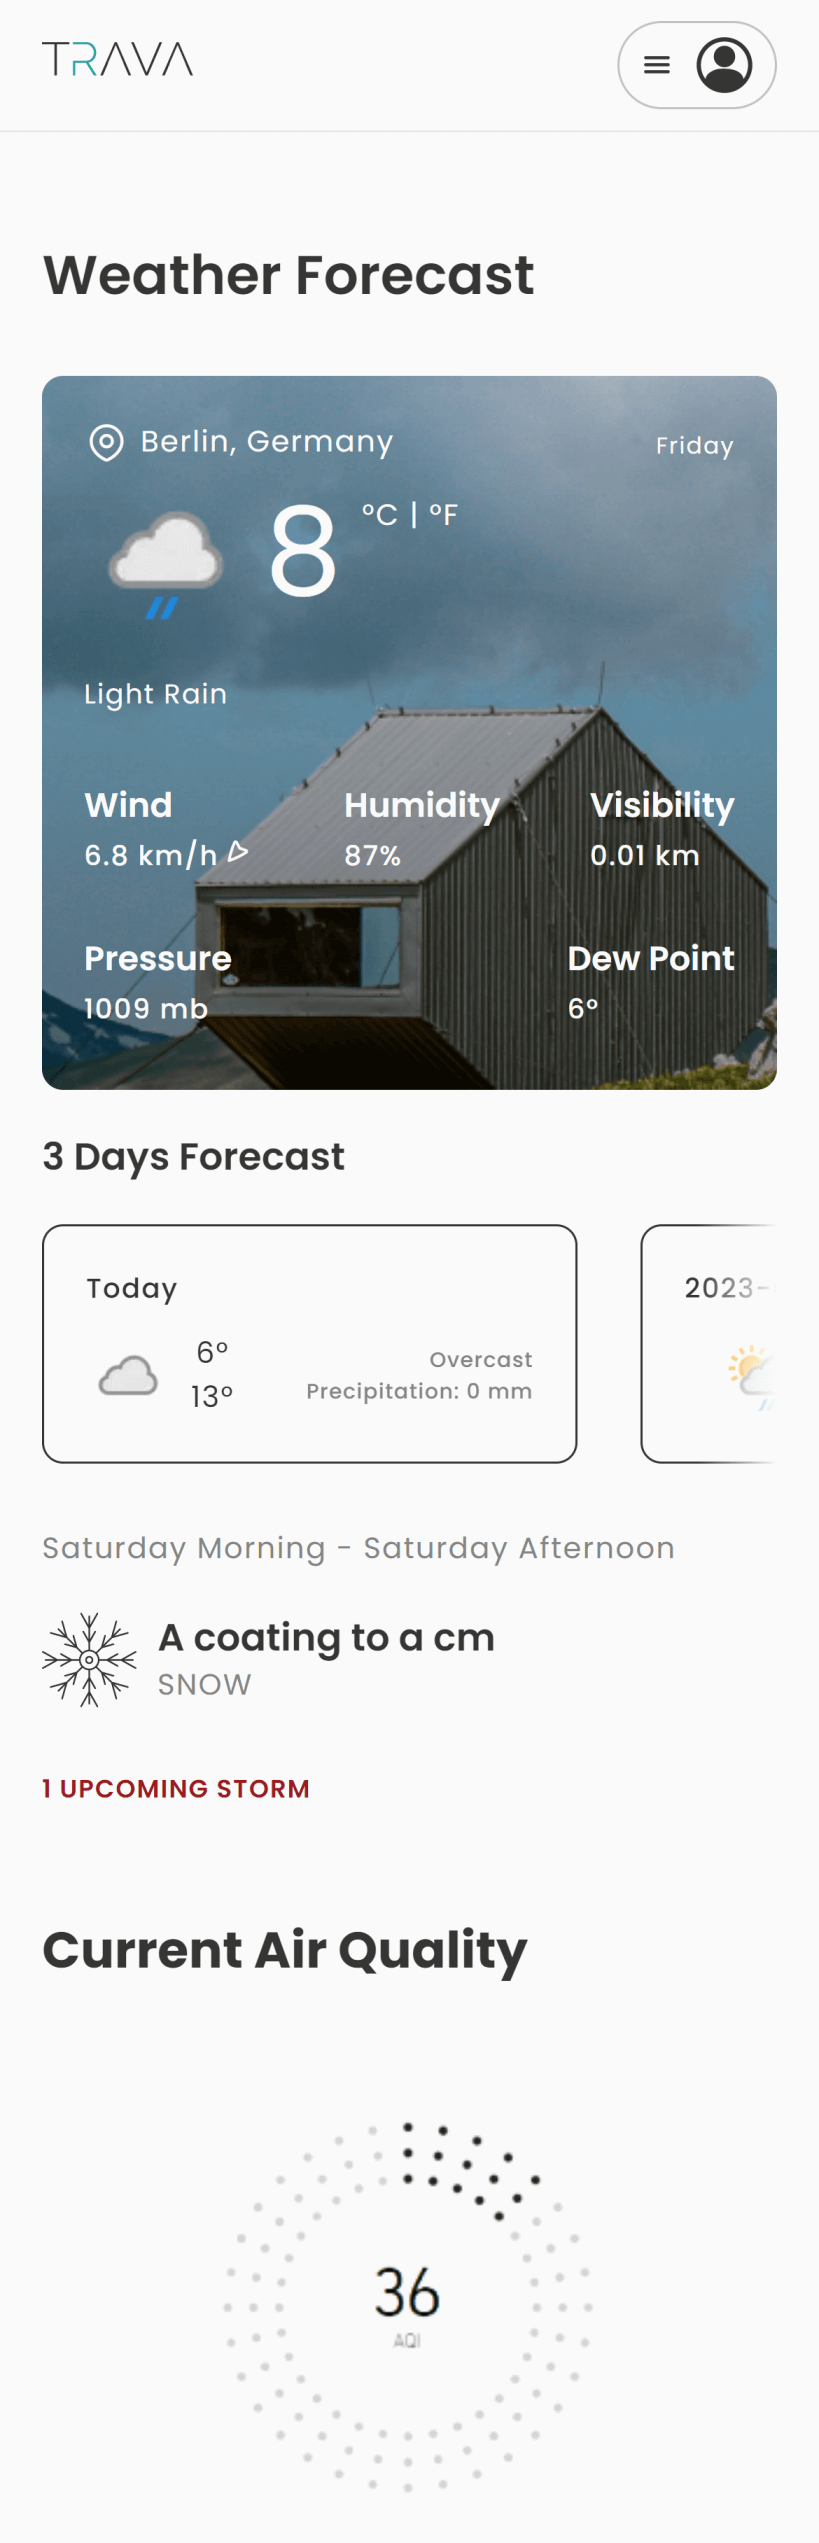 TRAVA
Weather Forecast
Berlin, Germany
Friday
8 °C | °F
Light Rain
Wind Humidity Visibility
6.8 km/h 87% 0.01 km
Pressure Dew Point
1009 mb 6°
3 Days Forecast
Today
6°
13°
Overcast
Precipitation: 0 mm
2023-
Saturday Morning - Saturday Afternoon
A coating to a cm
SNOW
1 UPCOMING STORM
Current Air Quality
36
AQI